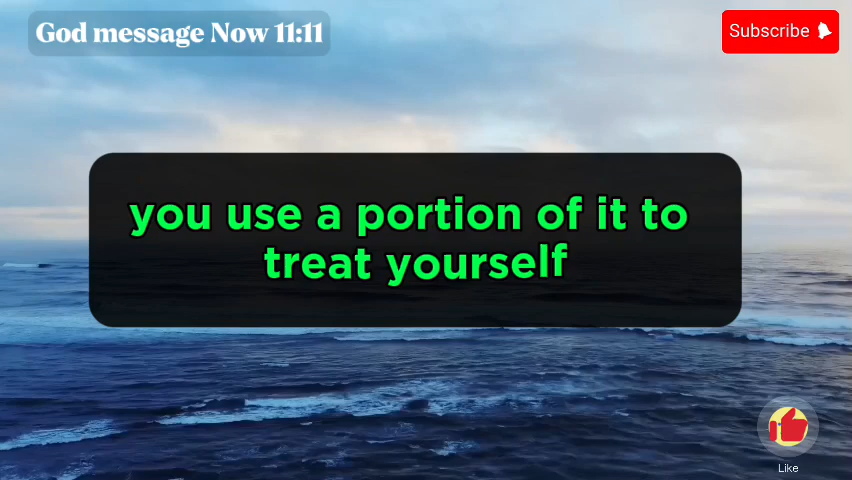 God message Now 11:11
Subscribe
you use a portion of it to
treat yourself
Like